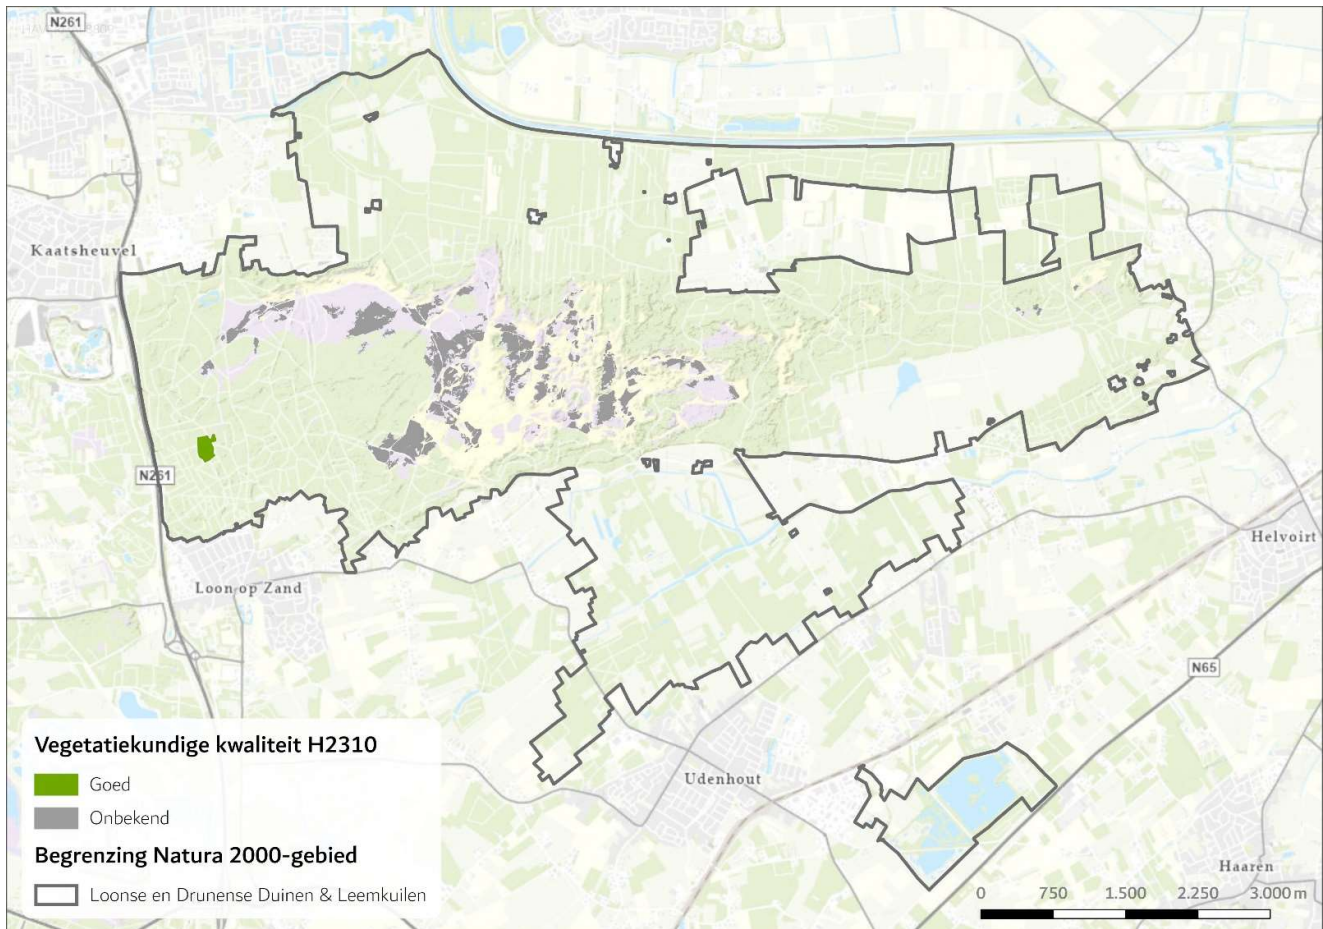 N261
Kaatsheuvel
N261
Loon op Zand
Helvoirt
N65
Udenhout
Haaren
Vegetatiekundige kwaliteit H2310
Goed
Onbekend
Begrenzing Natura 2000-gebied
Loonse en Drunense Duinen & Leemkuilen
0 750 1.500 2.250 3.000 m